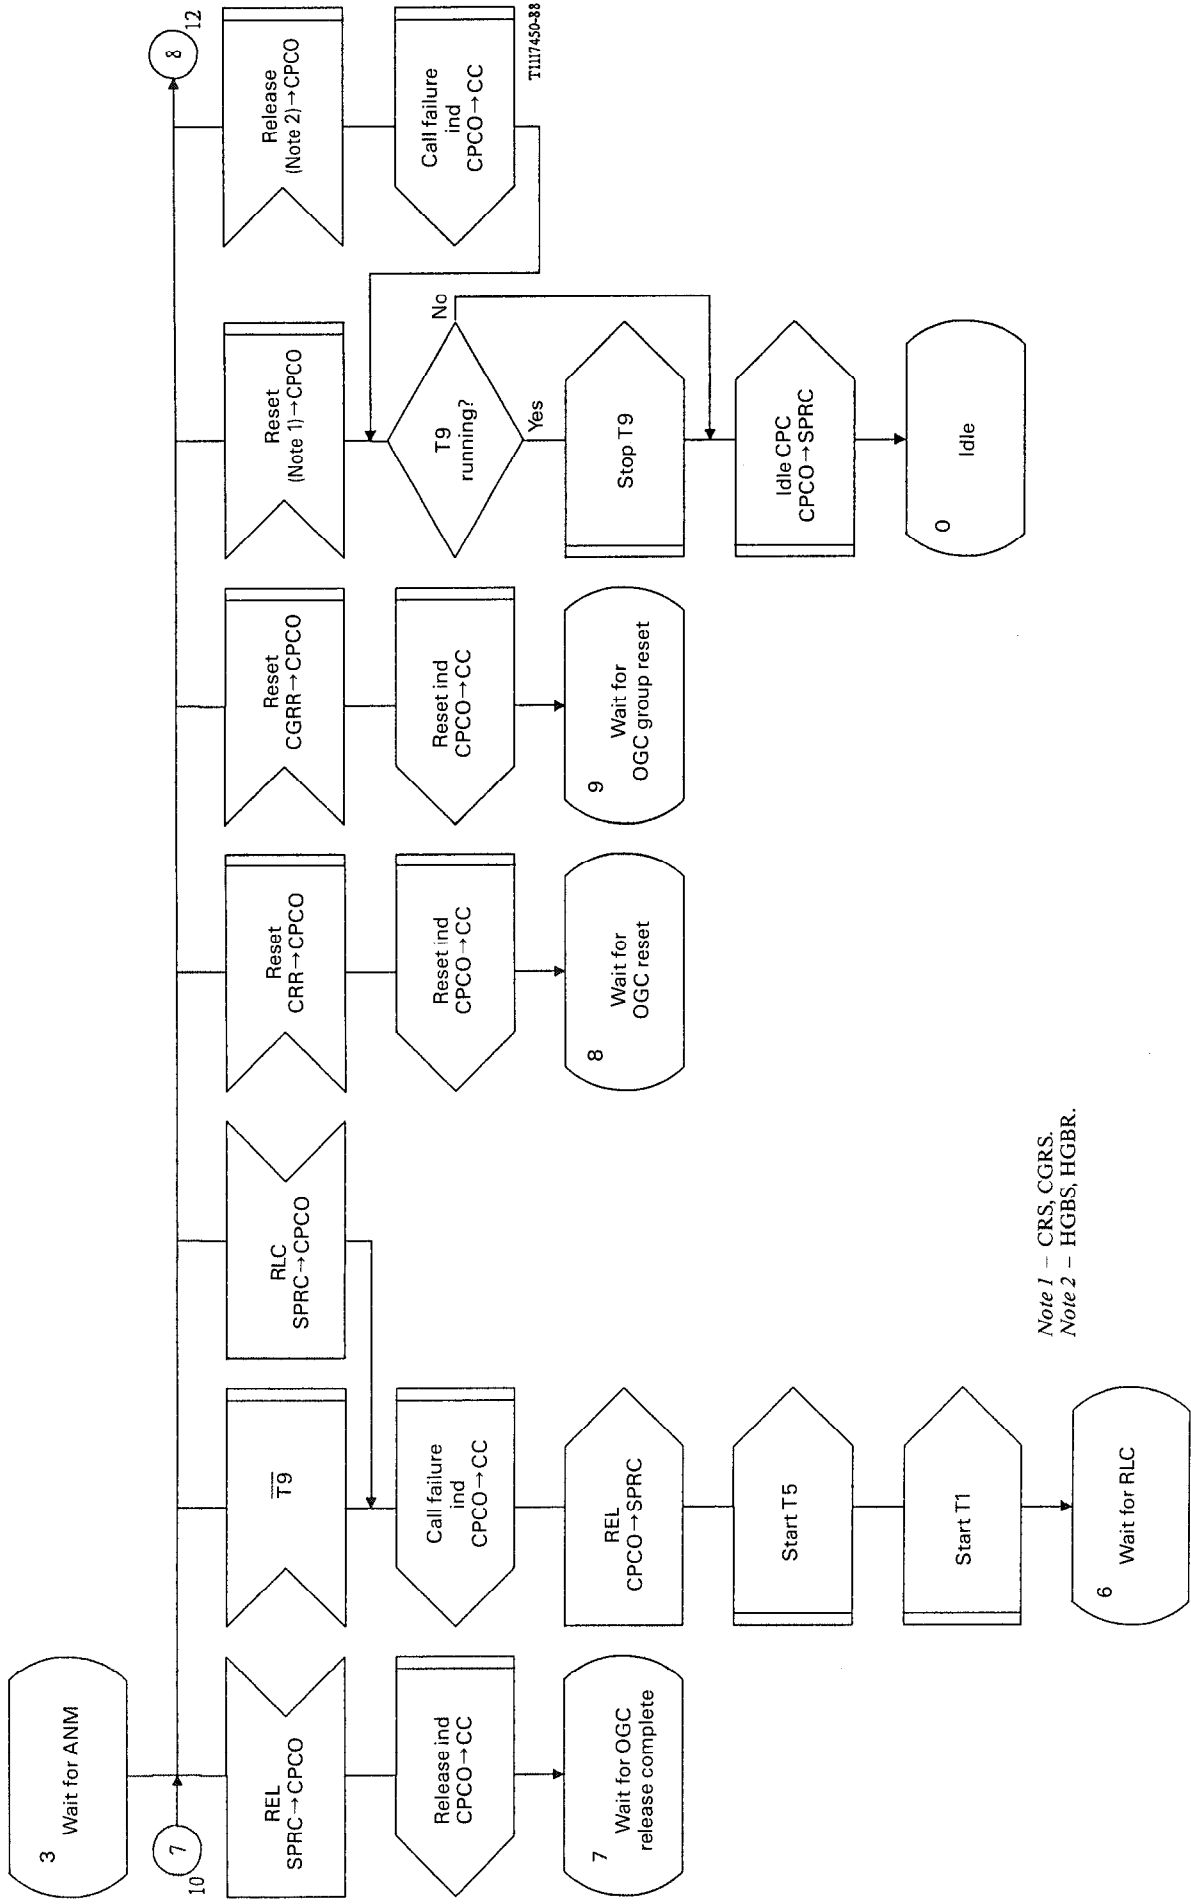 3
Wait for ANM
7
10
8
12
REL
SPRC→CPCO
T9
RLC
SPRC→CPCO
Reset
CRR→CPCO
Reset
CGRR→CPCO
Reset
(Note 1)→CPCO
Release
(Note 2)→CPCO
Release ind
CPCO→CC
Call failure
ind
CPCO→CC
Reset ind
CPCO→CC
Reset ind
CPCO→CC
T9
running?
No
Yes
Call failure
ind
CPCO→CC
T1117450-88
7
Wait for OGC
release complete
REL
CPCO→SPRC
8
Wait for
OGC reset
9
Wait for
OGC group reset
Stop T9
Start T5
Idle CPC
CPCO→SPRC
Start T1
0
Idle
6
Wait for RLC
Note 1 – CRS, CGRS.
Note 2 – HGBS, HGBR.